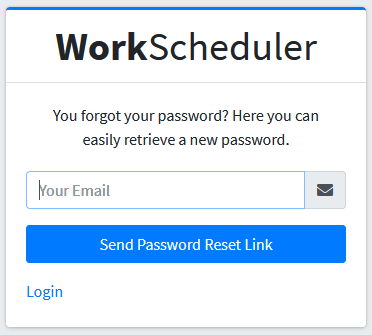 WorkScheduler
You forgot your password? Here you can
easily retrieve a new password.
Your Email
Send Password Reset Link
Login